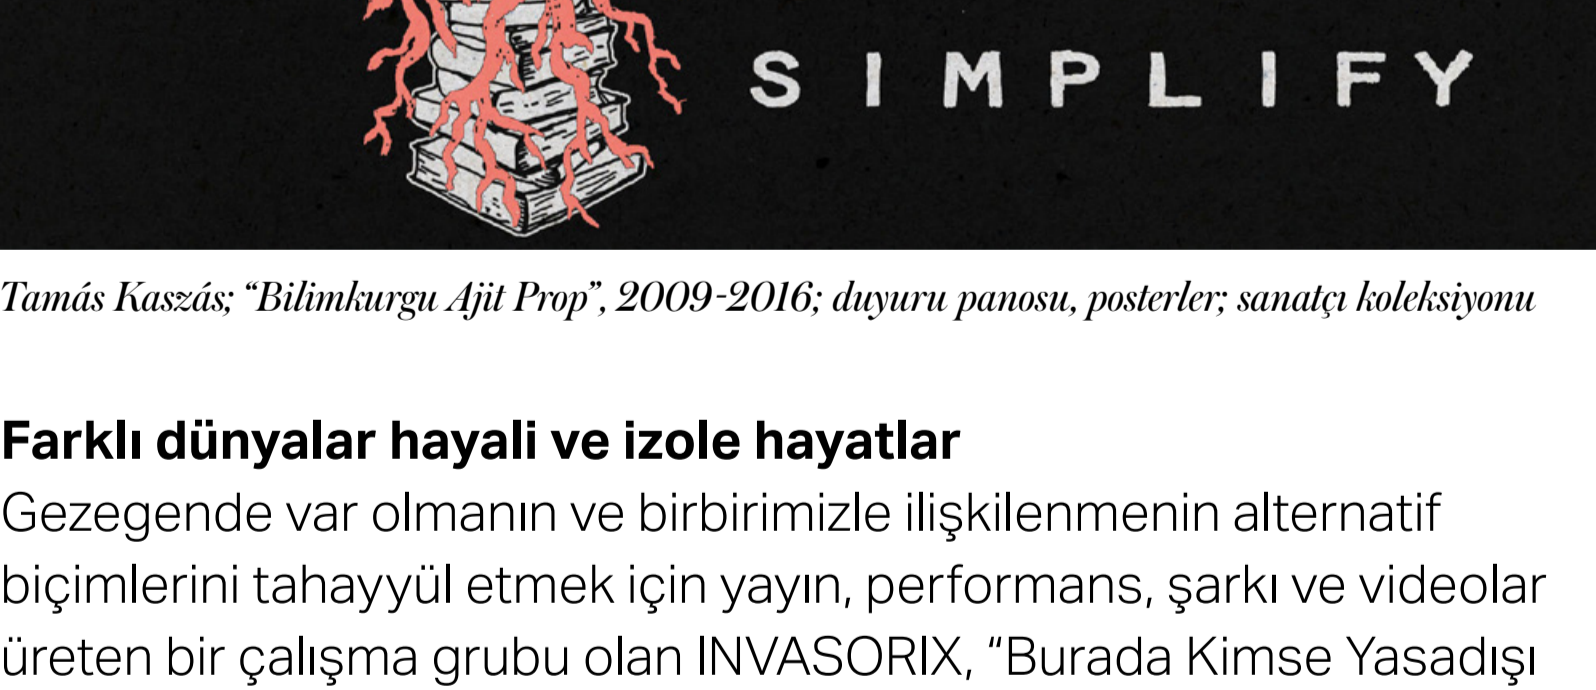 SIMPLIFY
Tamás Kaszás; “Bilimkurgu Ajit Prop”, 2009-2016; duyuru panosu, posterler; sanatçı koleksiyonu
Farklı dünyalar hayali ve izole hayatlar
Gezegende var olmanın ve birbirimizle ilişkilenmenin alternatif
biçimlerini tahayyül etmek için yayın, performans, şarkı ve videolar
üreten bir çalışma grubu olan INVASORIX, “Burada Kimse Yasadışı